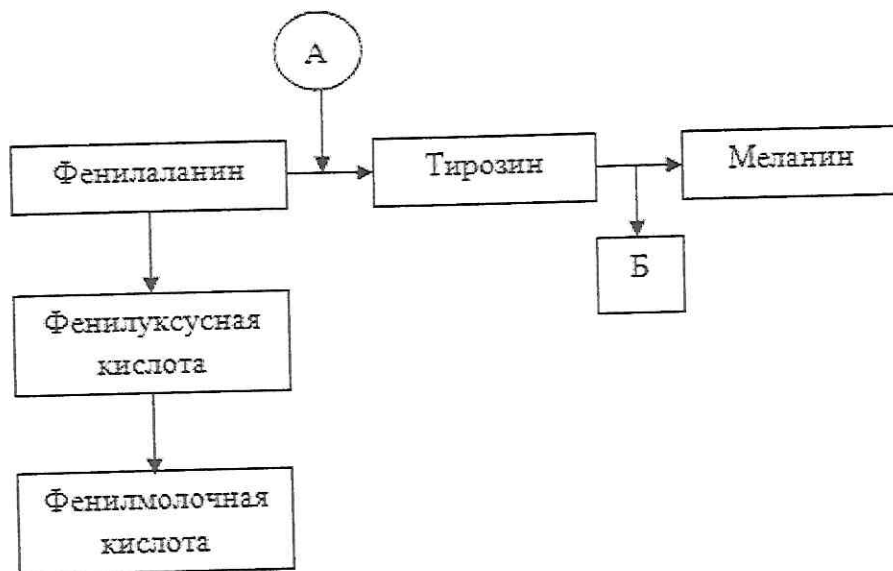 А
Фенилаланин
Тирозин
Меланин
Б
Фенилуксусная
кислота
Фенилмолочная
кислота